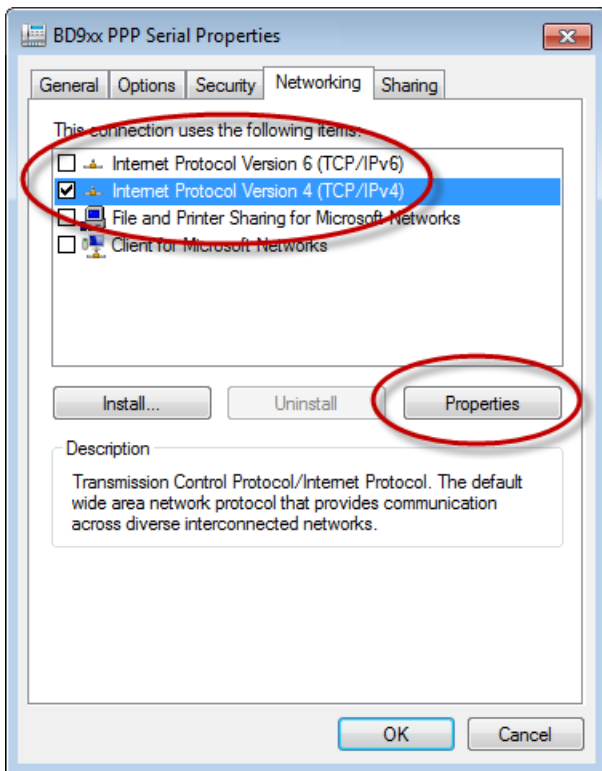 BD9xx PPP Serial Properties
General Options Security Networking Sharing
This connection uses the following items:
Internet Protocol Version 6 (TCP/IPv6)
Internet Protocol Version 4 (TCP/IPv4)
File and Printer Sharing for Microsoft Networks
Client for Microsoft Networks
Install... Uninstall Properties
Description
Transmission Control Protocol/Internet Protocol. The default
wide area network protocol that provides communication
across diverse interconnected networks.
OK Cancel